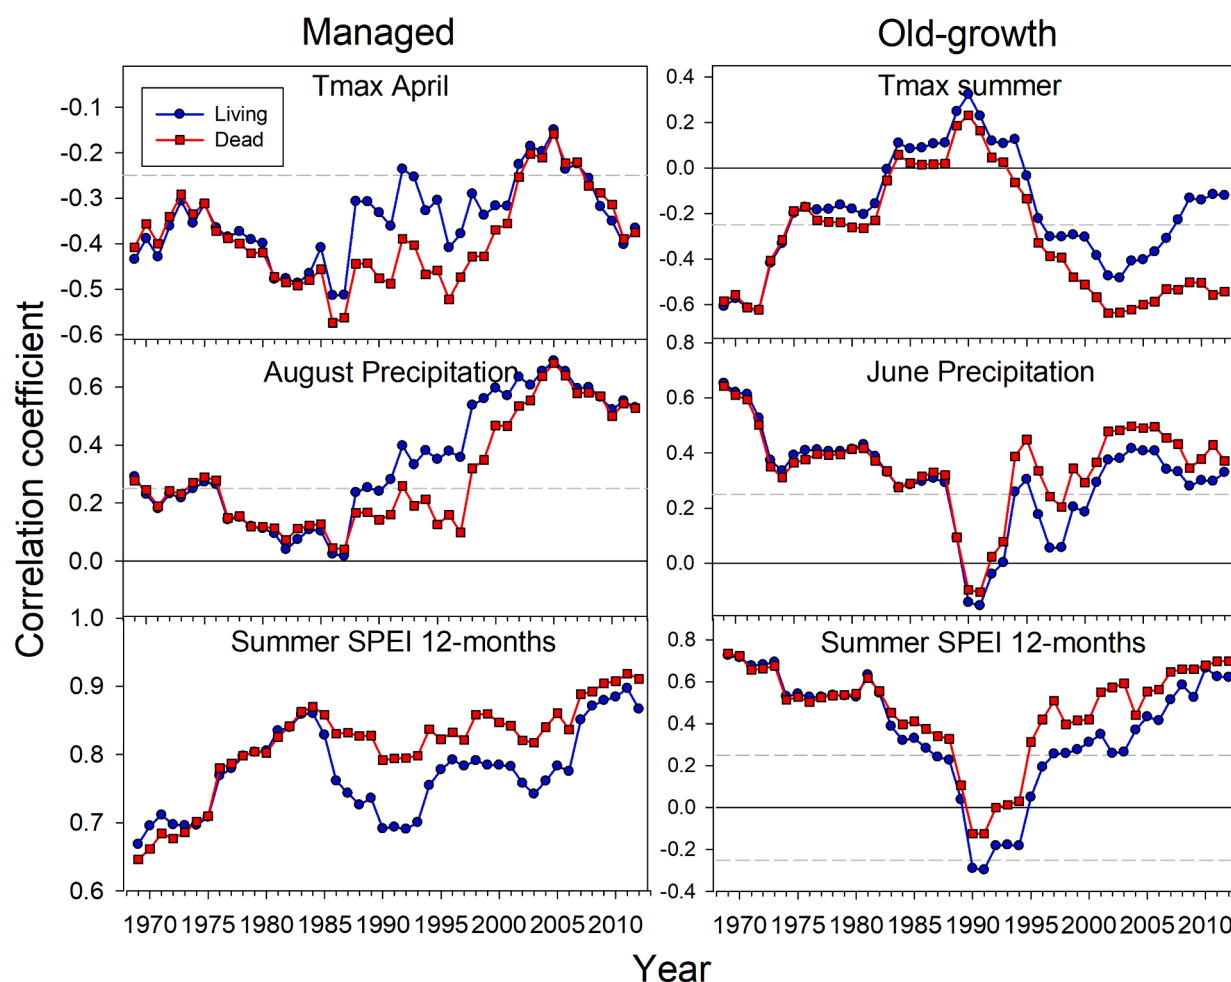 Managed
Old-growth
Tmax April
Living
Dead
-0.1
-0.2
-0.3
-0.4
-0.5
-0.6
Tmax summer
0.4
0.2
0.0
-0.2
-0.4
-0.6
Correlation coefficient
August Precipitation
0.6
0.4
0.2
0.0
June Precipitation
0.8
0.6
0.4
0.2
0.0
Summer SPEI 12-months
1.0
0.9
0.8
0.7
0.6
1970 1975 1980 1985 1990 1995 2000 2005 2010
Summer SPEI 12-months
0.8
0.6
0.4
0.2
0.0
-0.2
-0.4
1970 1975 1980 1985 1990 1995 2000 2005 2010
Year